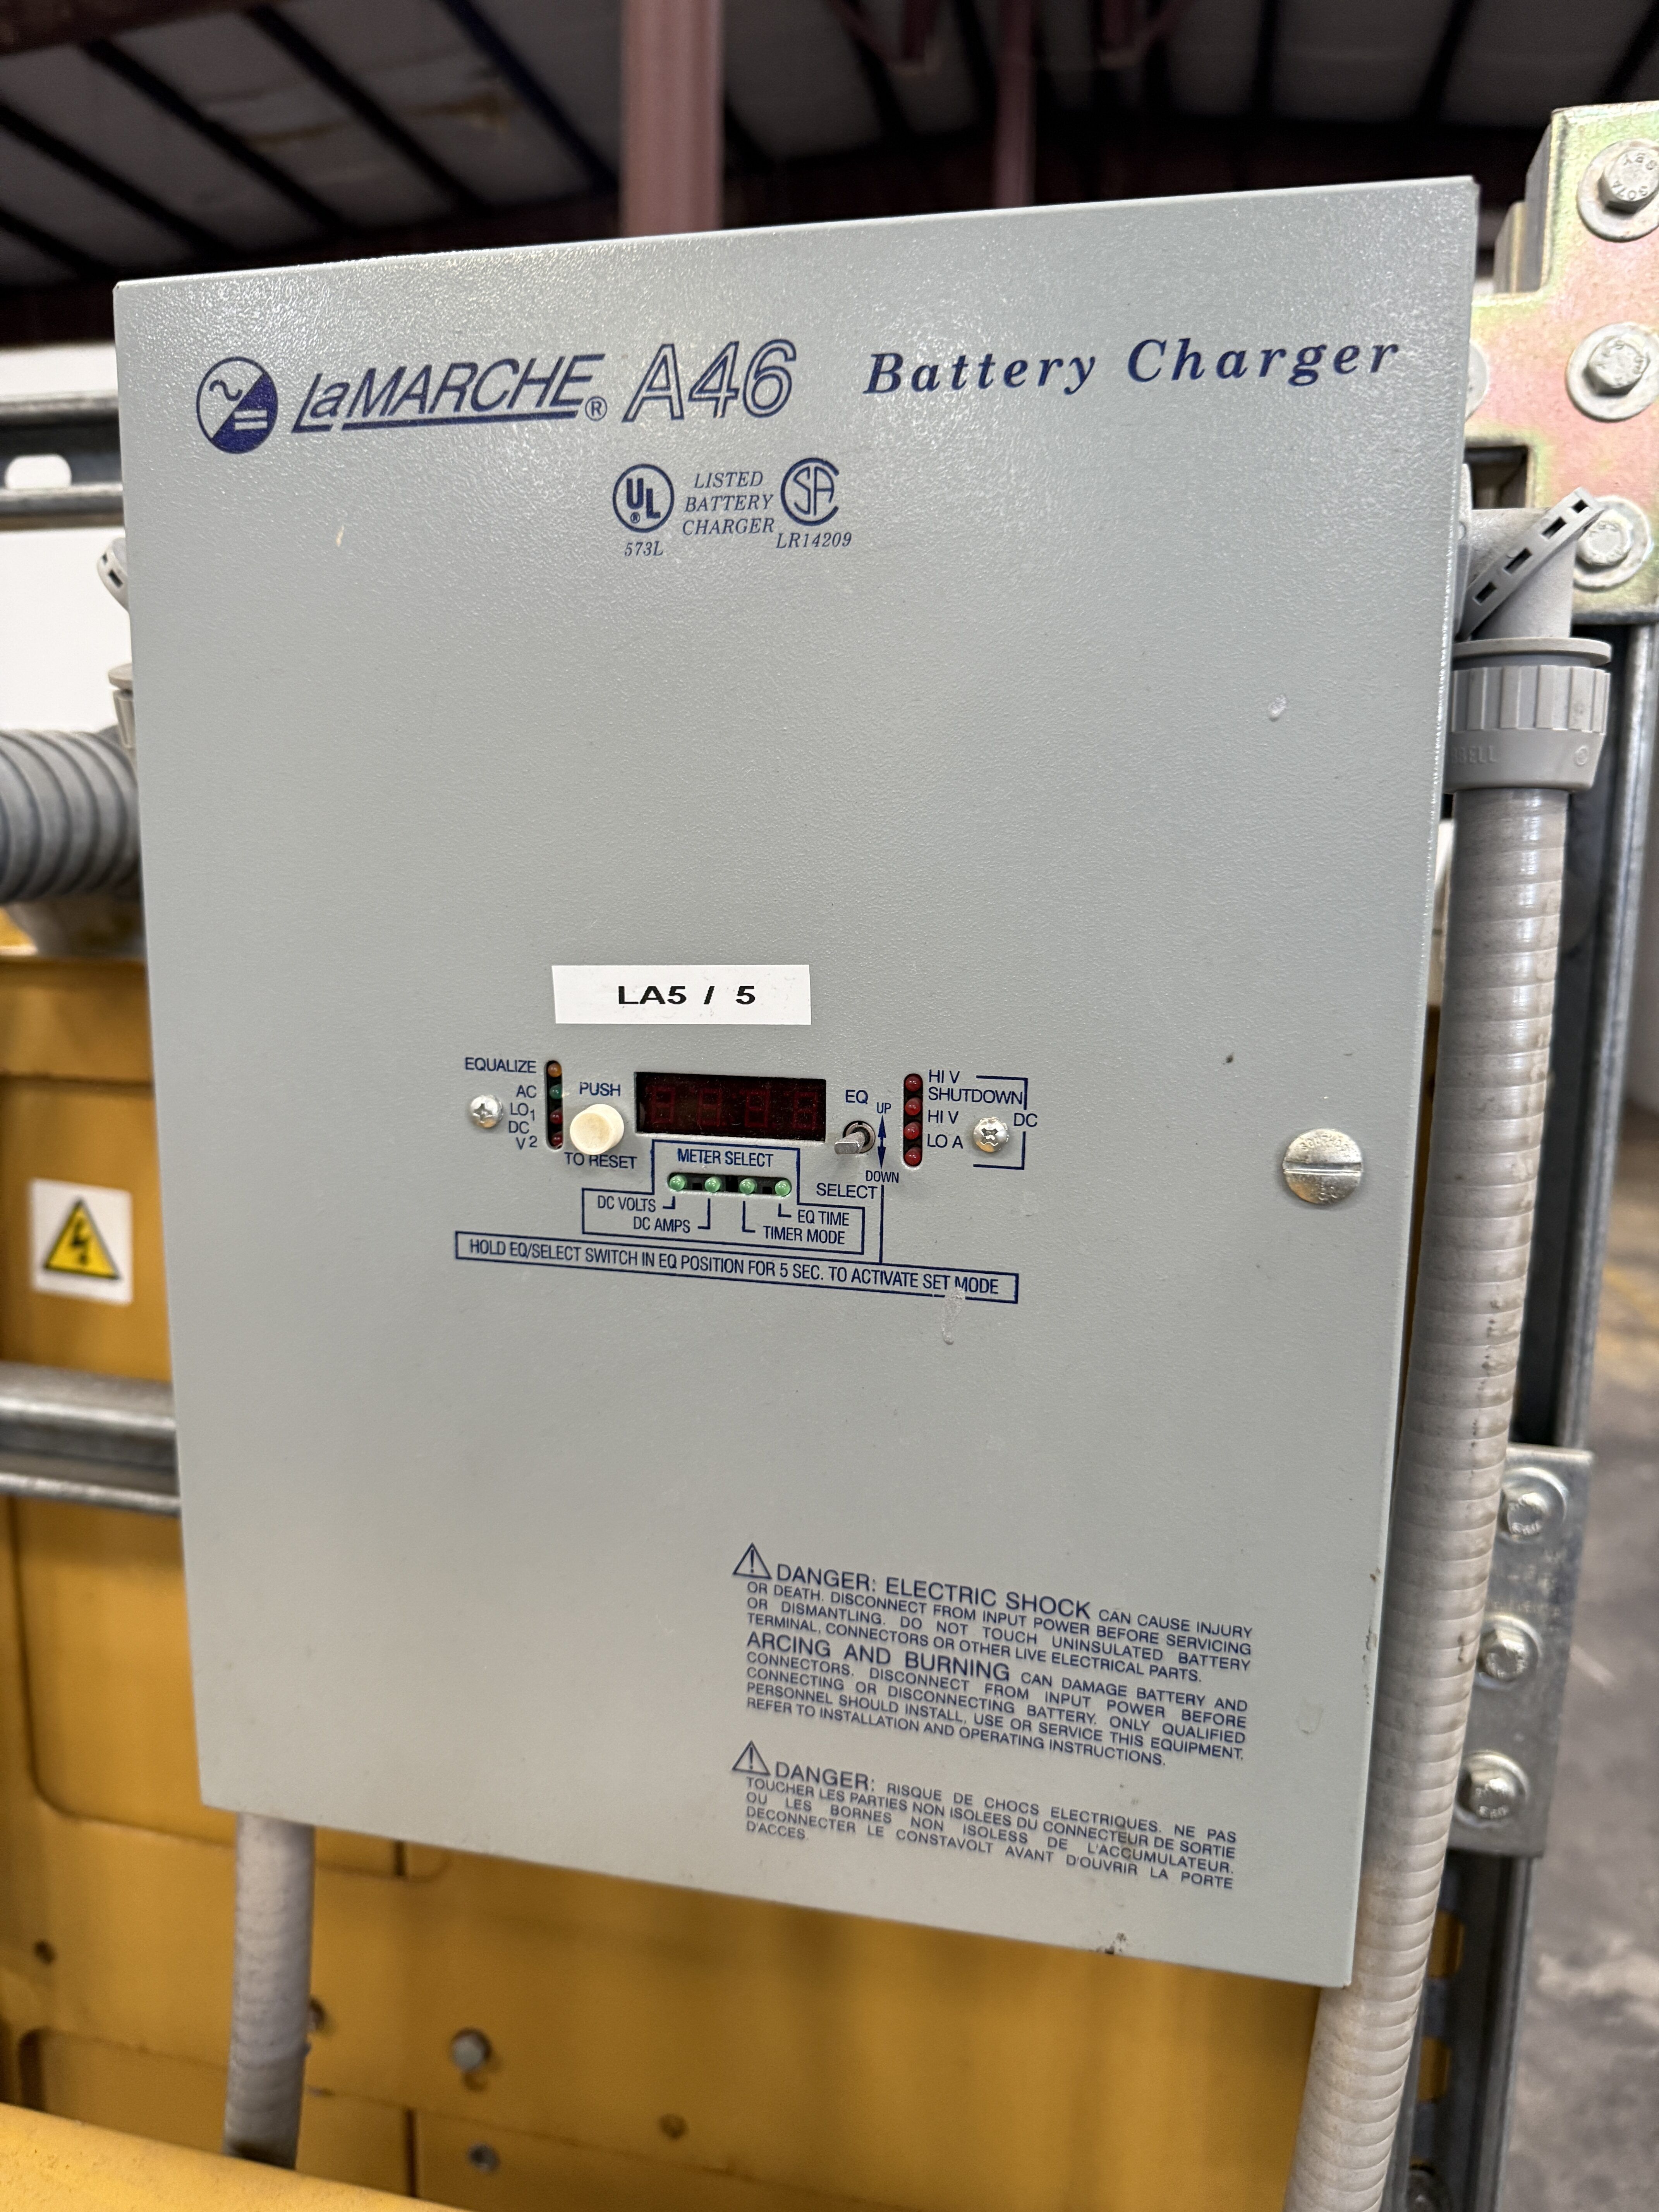 LaMARCHE® A46 Battery Charger
UL® LISTED BATTERY CHARGER SA
573L LR14209
LA5 / 5
EQUALIZE
AC
LO 1
DC
V 2
PUSH
TO RESET
EQ
UP
DOWN
SELECT
HI V
SHUTDOWN
HI V
LO A
DC
METER SELECT
DC VOLTS
DC AMPS
EQ TIME
TIMER MODE
HOLD EQ/SELECT SWITCH IN EQ POSITION FOR 5 SEC. TO ACTIVATE SET MODE
DANGER: ELECTRIC SHOCK CAN CAUSE INJURY
OR DEATH. DISCONNECT FROM INPUT POWER BEFORE SERVICING
OR DISMANTLING. DO NOT TOUCH UNINSULATED BATTERY
TERMINAL, CONNECTORS OR OTHER LIVE ELECTRICAL PARTS.
ARCING AND BURNING CAN DAMAGE BATTERY AND
CONNECTORS. DISCONNECT FROM INPUT POWER BEFORE
CONNECTING OR DISCONNECTING BATTERY. ONLY QUALIFIED
PERSONNEL SHOULD INSTALL, USE OR SERVICE THIS EQUIPMENT.
REFER TO INSTALLATION AND OPERATING INSTRUCTIONS.
DANGER: RISQUE DE CHOCS ELECTRIQUES. NE PAS
TOUCHER LES PARTIES NON ISOLEES DU CONNECTEUR DE SORTIE
OU LES BORNES NON ISOLESS DE L'ACCUMULATEUR.
DECONNECTER LE CONSTAVOLT AVANT D'OUVRIR LA PORTE
D'ACCES.